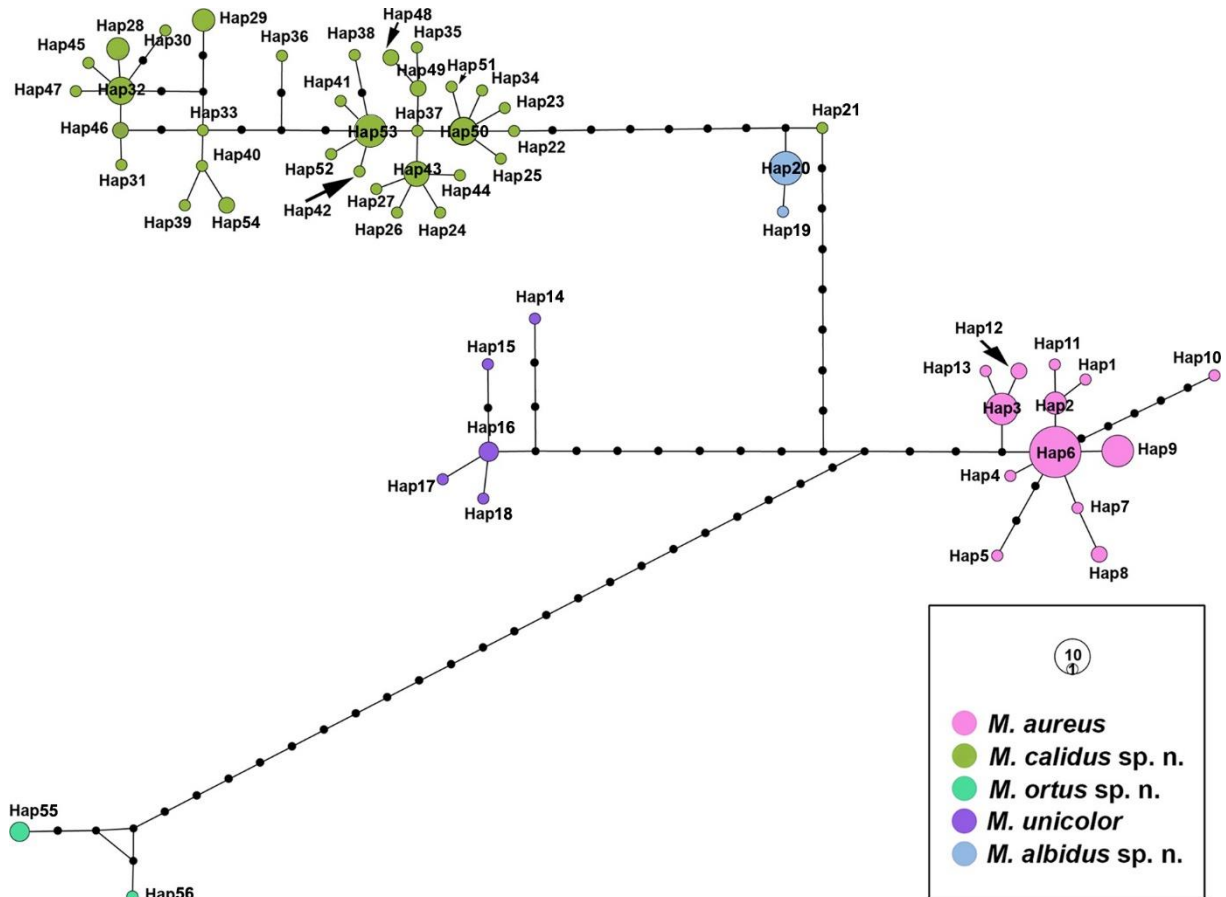 Hap48
Hap28
Hap29
Hap30
Hap36
Hap38
Hap35
Hap45
Hap49
Hap51
Hap34
Hap47
Hap32
Hap41
Hap23
Hap33
Hap37
Hap21
Hap46
Hap53
Hap50
Hap22
Hap40
Hap52
Hap43
Hap25
Hap20
Hap31
Hap44
Hap27
Hap42
Hap39
Hap54
Hap26
Hap24
Hap19
Hap14
Hap12
Hap15
Hap11
Hap10
Hap13
Hap1
Hap3
Hap2
Hap16
Hap6
Hap9
Hap17
Hap4
Hap18
Hap7
Hap5
Hap8
10
1
M. aureus
M. calidus sp. n.
M. ortus sp. n.
M. unicolor
M. albidus sp. n.
Hap55
Hap56